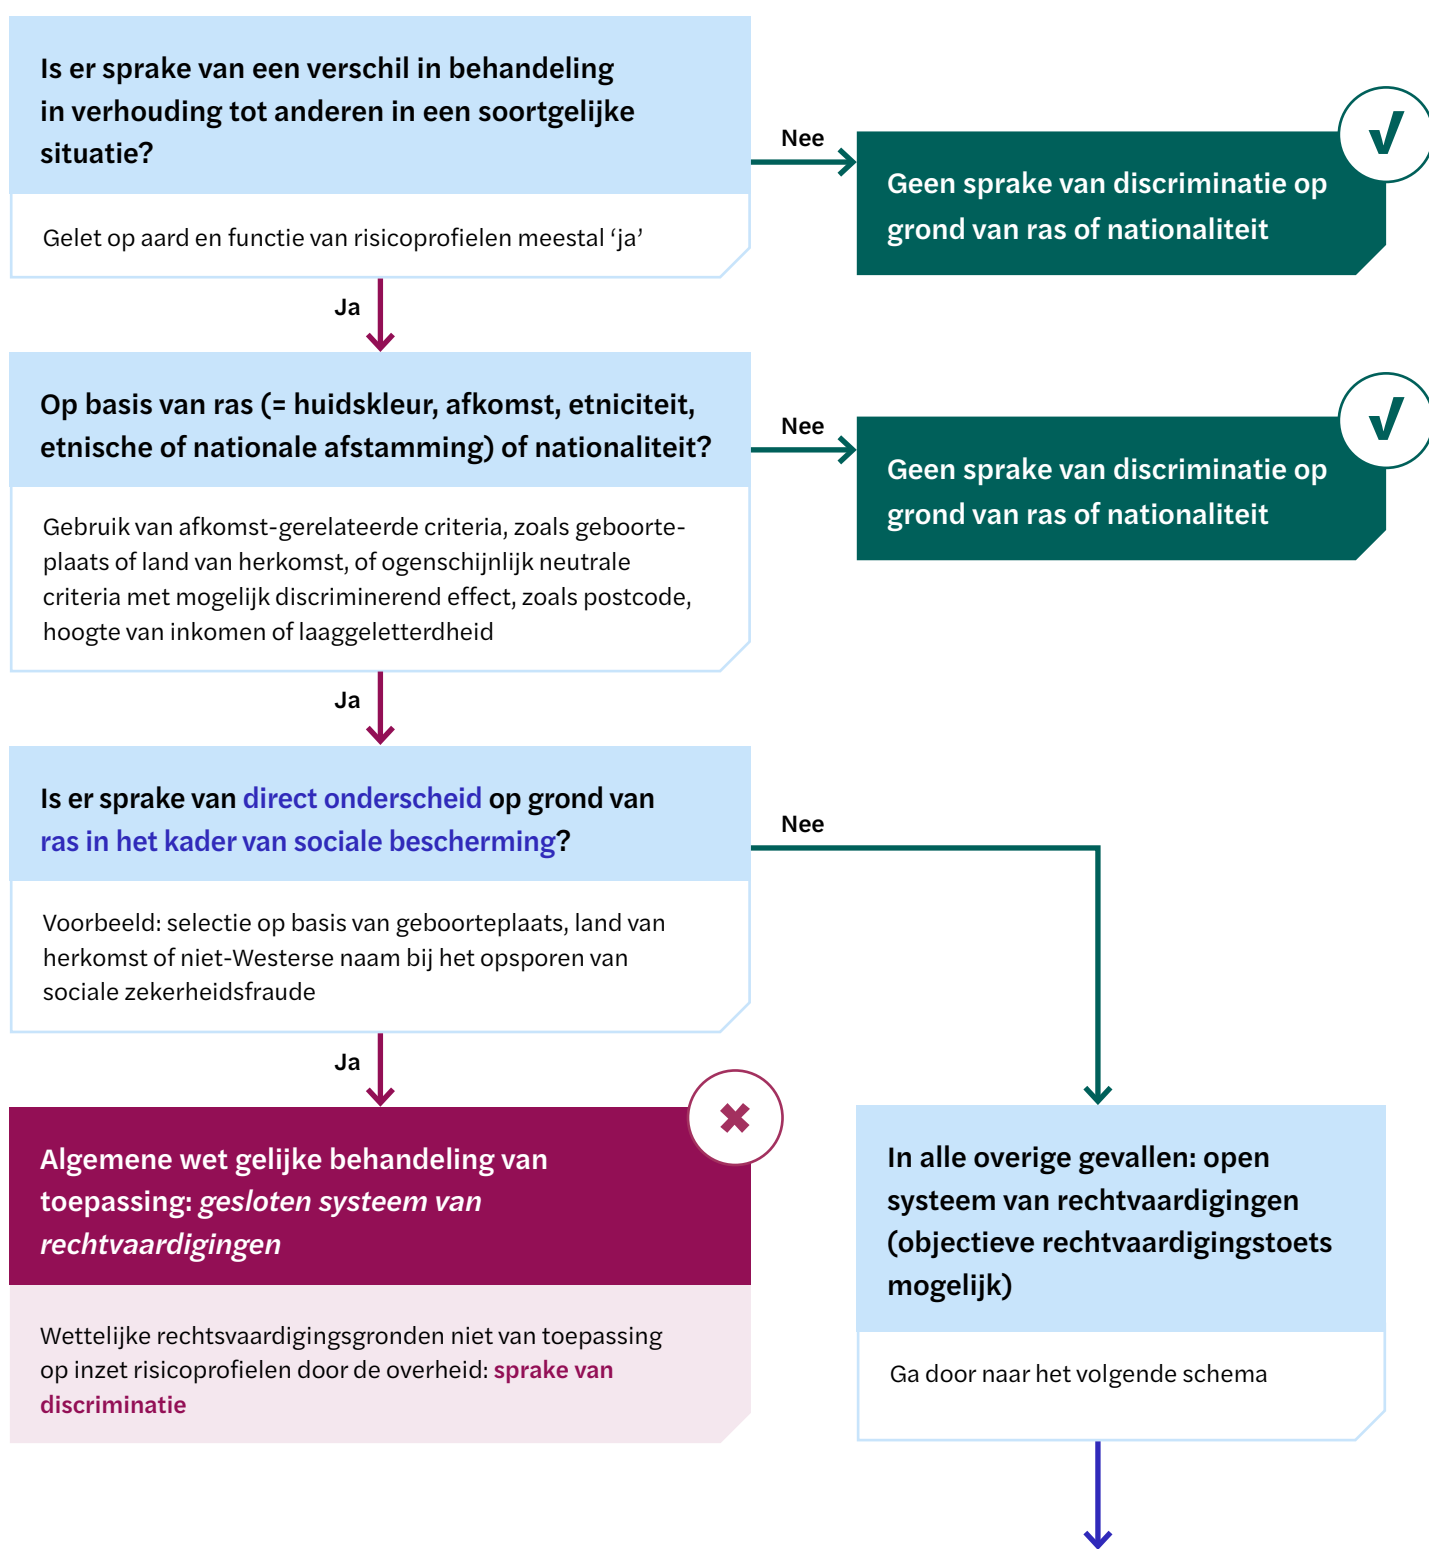 Is er sprake van een verschil in behandeling
in verhouding tot anderen in een soortgelijke
situatie?
Gelet op aard en functie van risicoprofielen meestal ‘ja’
Nee
Geen sprake van discriminatie op
grond van ras of nationaliteit
Ja
Op basis van ras (= huidskleur, afkomst, etniciteit,
etnische of nationale afstamming) of nationaliteit?
Gebruik van afkomst-gerelateerde criteria, zoals geboorte-
plaats of land van herkomst, of ogenschijnlijk neutrale
criteria met mogelijk discriminerend effect, zoals postcode,
hoogte van inkomen of laaggeletterdheid
Nee
Geen sprake van discriminatie op
grond van ras of nationaliteit
Ja
Is er sprake van direct onderscheid op grond van
ras in het kader van sociale bescherming?
Voorbeeld: selectie op basis van geboorteplaats, land van
herkomst of niet-Westerse naam bij het opsporen van
sociale zekerheidsfraude
Nee
Ja
Algemene wet gelijke behandeling van
toepassing: gesloten systeem van
rechtvaardigingen
Wettelijke rechtsvaardigingsgronden niet van toepassing
op inzet risicoprofielen door de overheid: sprake van
discriminatie
In alle overige gevallen: open
systeem van rechtvaardigingen
(objectieve rechtvaardigingstoets
mogelijk)
Ga door naar het volgende schema